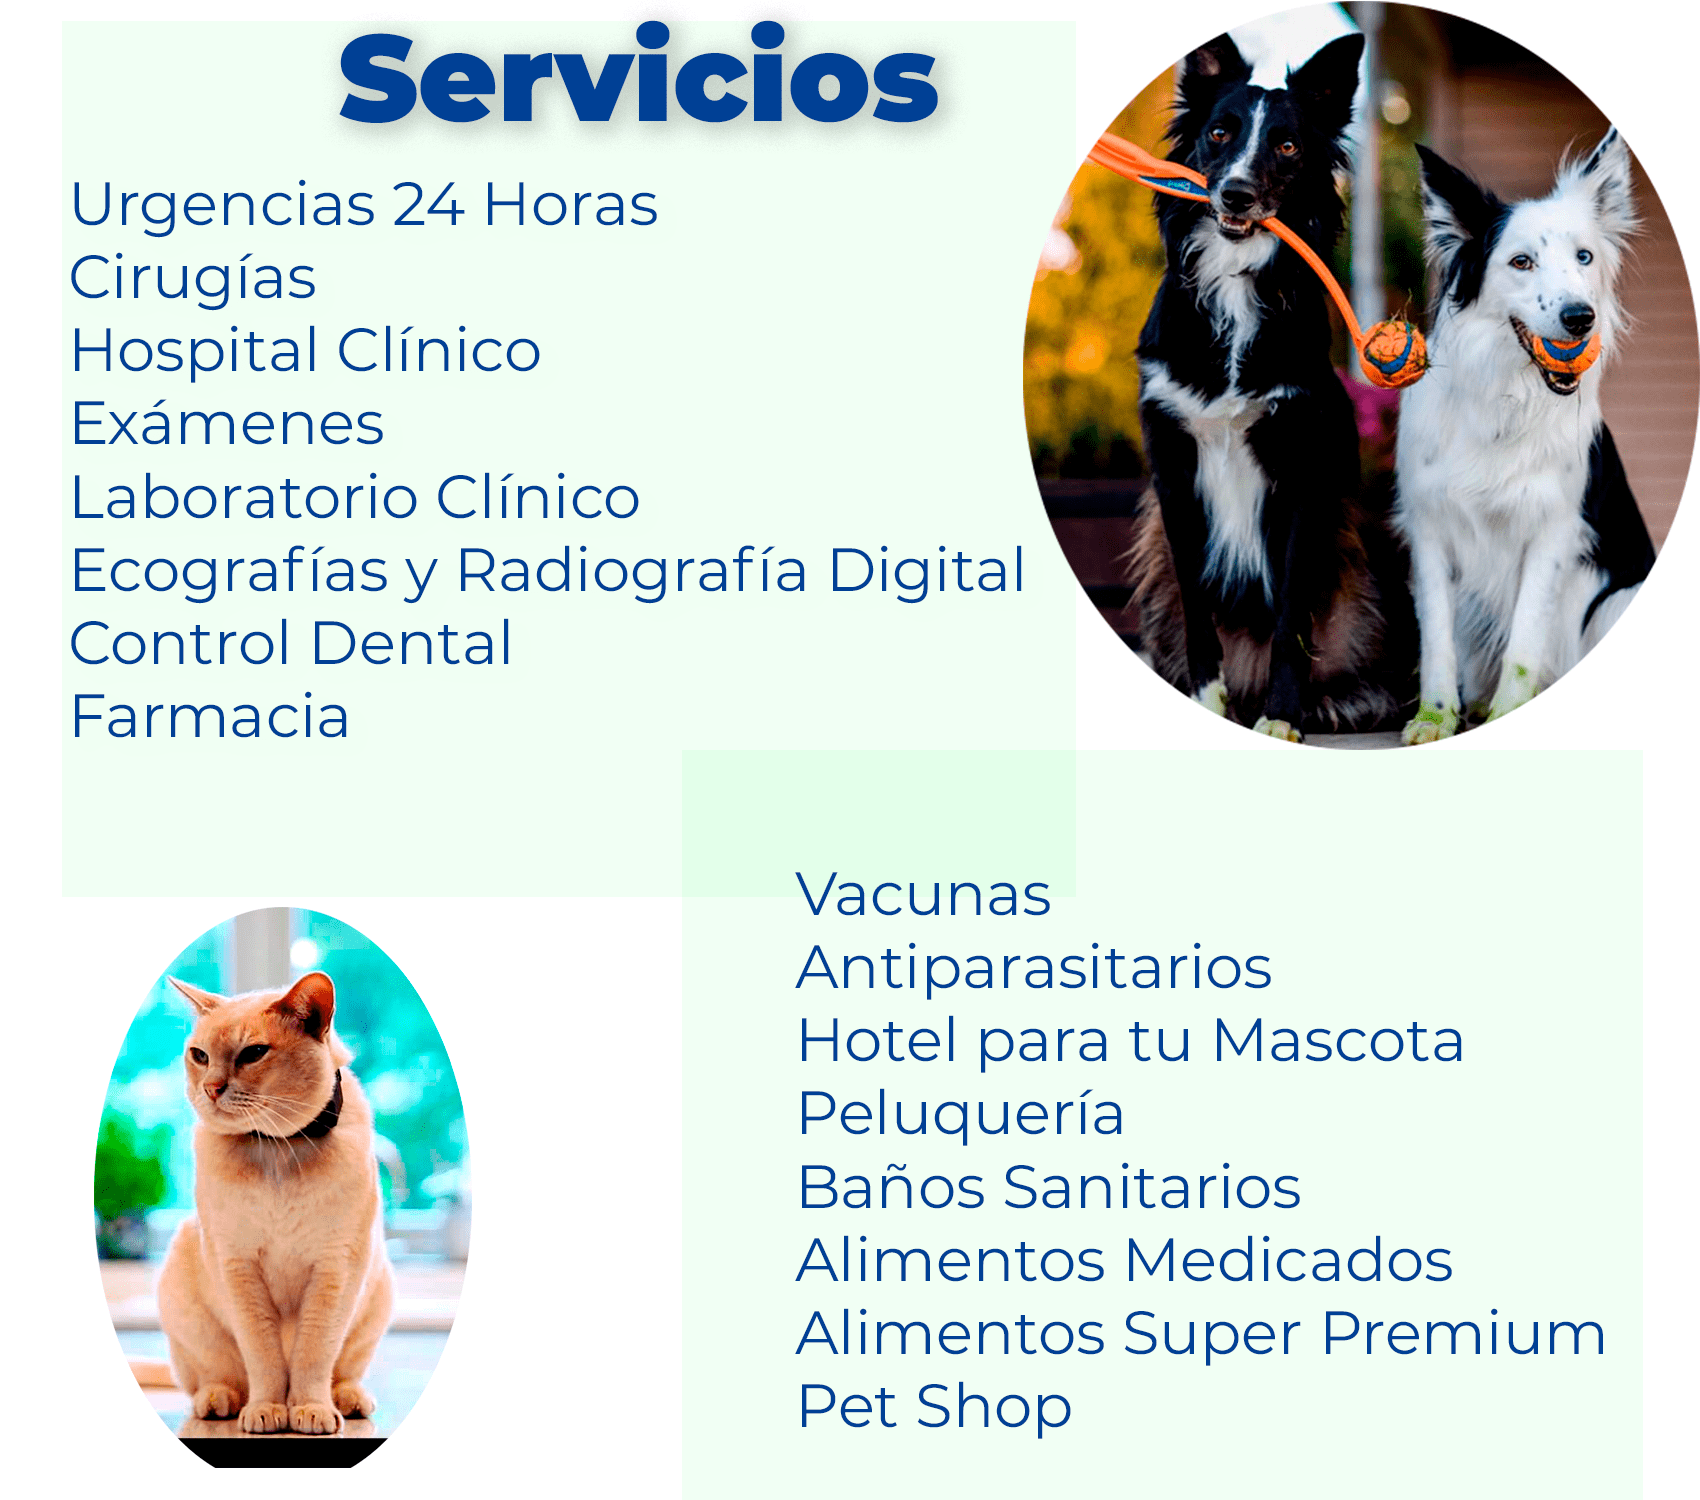 Servicios
Urgencias 24 Horas
Cirugías
Hospital Clínico
Exámenes
Laboratorio Clínico
Ecografías y Radiografía Digital
Control Dental
Farmacia
Vacunas
Antiparasitarios
Hotel para tu Mascota
Peluquería
Baños Sanitarios
Alimentos Medicados
Alimentos Super Premium
Pet Shop